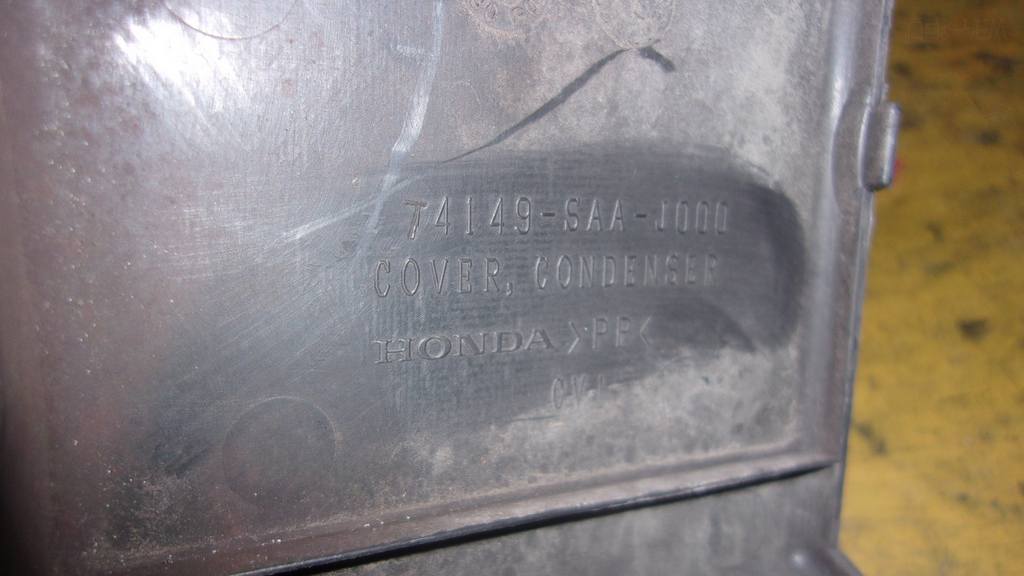 74149-SAA-J000
COVER, CONDENSER
HONDA >PP<